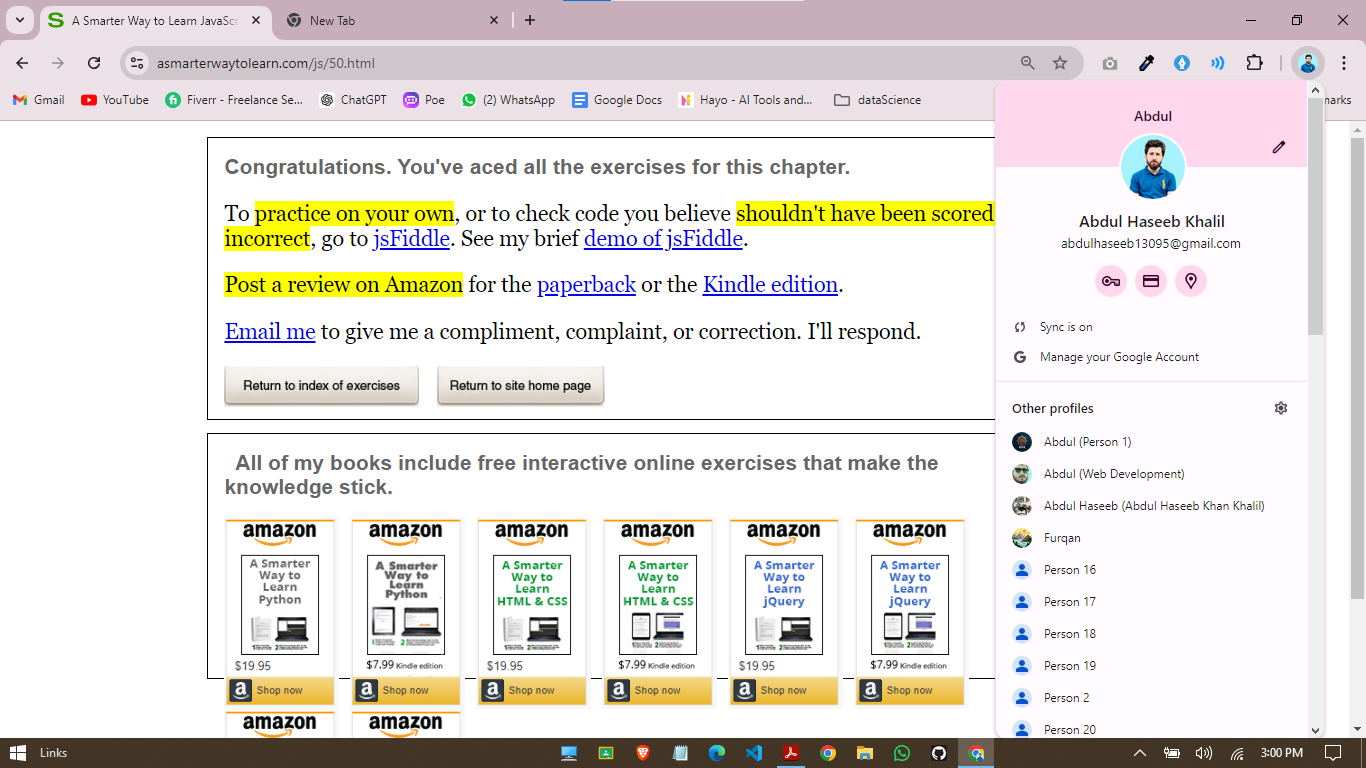 A Smarter Way to Learn JavaScr
New Tab
asmarterwaytolearn.com/js/50.html
Gmail
YouTube
Fiverr - Freelance Se...
ChatGPT
Poe
(2) WhatsApp
Google Docs
Hayo - AI Tools and...
dataScience
marks
Congratulations. You've aced all the exercises for this chapter.
To practice on your own, or to check code you believe shouldn't have been scored
incorrect, go to jsFiddle. See my brief demo of jsFiddle.
Post a review on Amazon for the paperback or the Kindle edition.
Email me to give me a compliment, complaint, or correction. I'll respond.
Return to index of exercises
Return to site home page
All of my books include free interactive online exercises that make the
knowledge stick.
amazon
A Smarter
Way to
Learn
Python
$19.95
Shop now
amazon
A Smarter
Way to
Learn
Python
$7.99 Kindle edition
Shop now
amazon
A Smarter
Way to
Learn
HTML & CSS
$19.95
Shop now
amazon
A Smarter
Way to
Learn
HTML & CSS
$7.99 Kindle edition
Shop now
amazon
A Smarter
Way to
Learn
jQuery
$19.95
Shop now
amazon
A Smarter
Way to
Learn
jQuery
$7.99 Kindle edition
Shop now
amazon
amazon
Abdul
Abdul Haseeb Khalil
abdulhaseeb13095@gmail.com
Sync is on
Manage your Google Account
Other profiles
Abdul (Person 1)
Abdul (Web Development)
Abdul Haseeb (Abdul Haseeb Khan Khalil)
Furqan
Person 16
Person 17
Person 18
Person 19
Person 2
Person 20
Links
3:00 PM